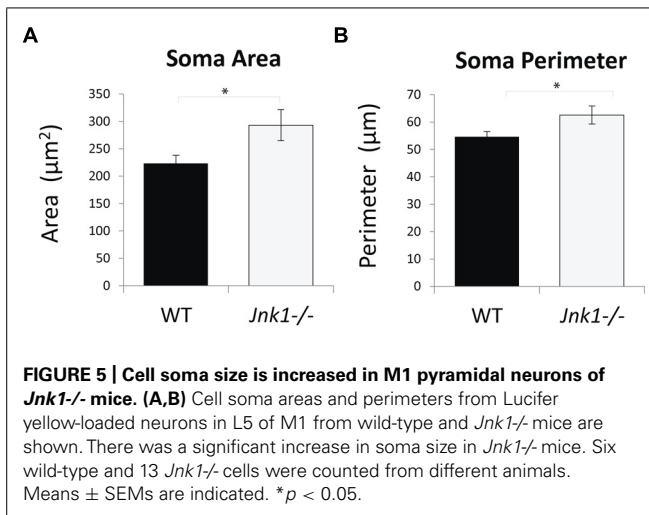 A
B
Soma Area
Soma Perimeter
*
*
350
300
250
200
150
100
50
0
Area (µm²)
WT
Jnk1-/-
70
60
50
40
30
20
10
0
Perimeter (µm)
WT
Jnk1-/-
FIGURE 5 | Cell soma size is increased in M1 pyramidal neurons of
Jnk1-/- mice. (A,B) Cell soma areas and perimeters from Lucifer
yellow-loaded neurons in L5 of M1 from wild-type and Jnk1-/- mice are
shown. There was a significant increase in soma size in Jnk1-/- mice. Six
wild-type and 13 Jnk1-/- cells were counted from different animals.
Means ± SEMs are indicated. *p < 0.05.